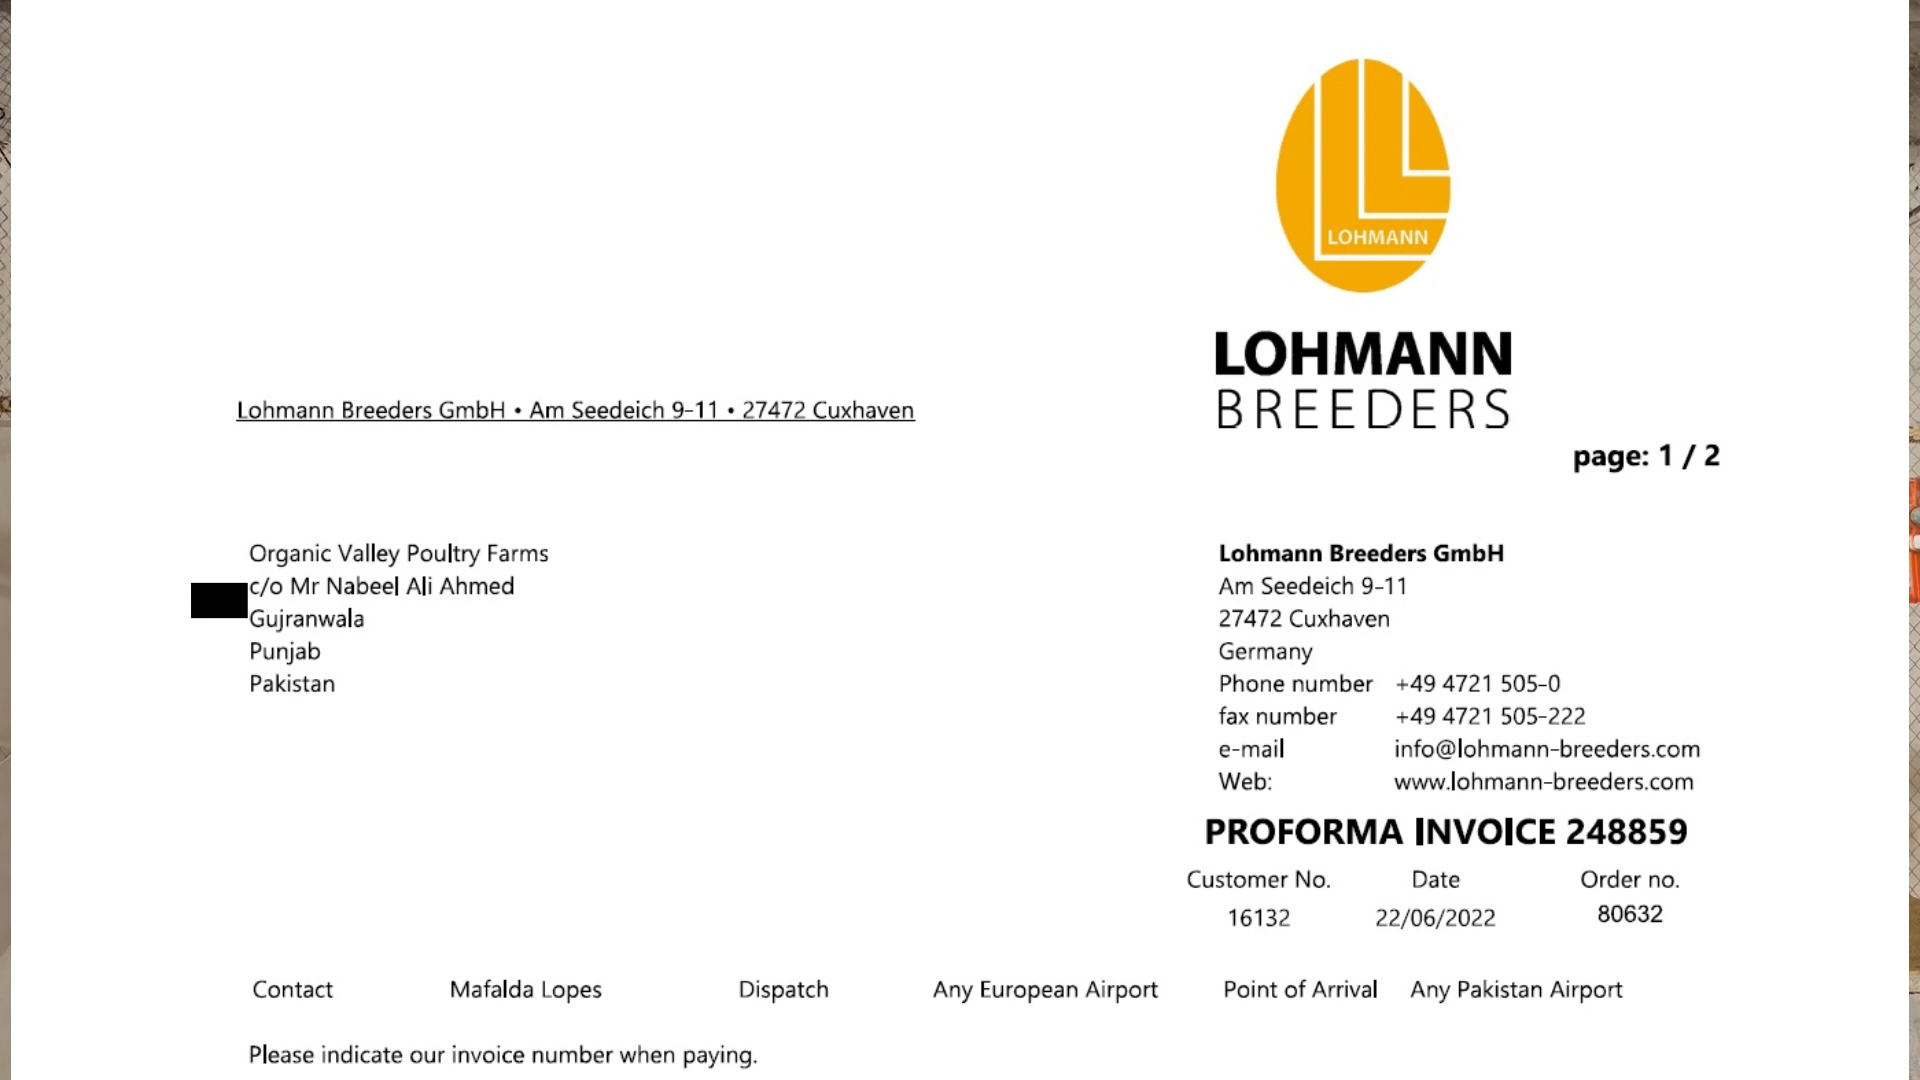 LOHMANN
LOHMANN
BREEDERS
Lohmann Breeders GmbH • Am Seedeich 9-11 • 27472 Cuxhaven
page: 1 / 2
Organic Valley Poultry Farms
c/o Mr Nabeel Ali Ahmed
Gujranwala
Punjab
Pakistan
Lohmann Breeders GmbH
Am Seedeich 9-11
27472 Cuxhaven
Germany
Phone number +49 4721 505-0
fax number +49 4721 505-222
e-mail info@lohmann-breeders.com
Web: www.lohmann-breeders.com
PROFORMA INVOICE 248859
Customer No. Date Order no.
16132 22/06/2022 80632
Contact Mafalda Lopes Dispatch Any European Airport Point of Arrival Any Pakistan Airport
Please indicate our invoice number when paying.